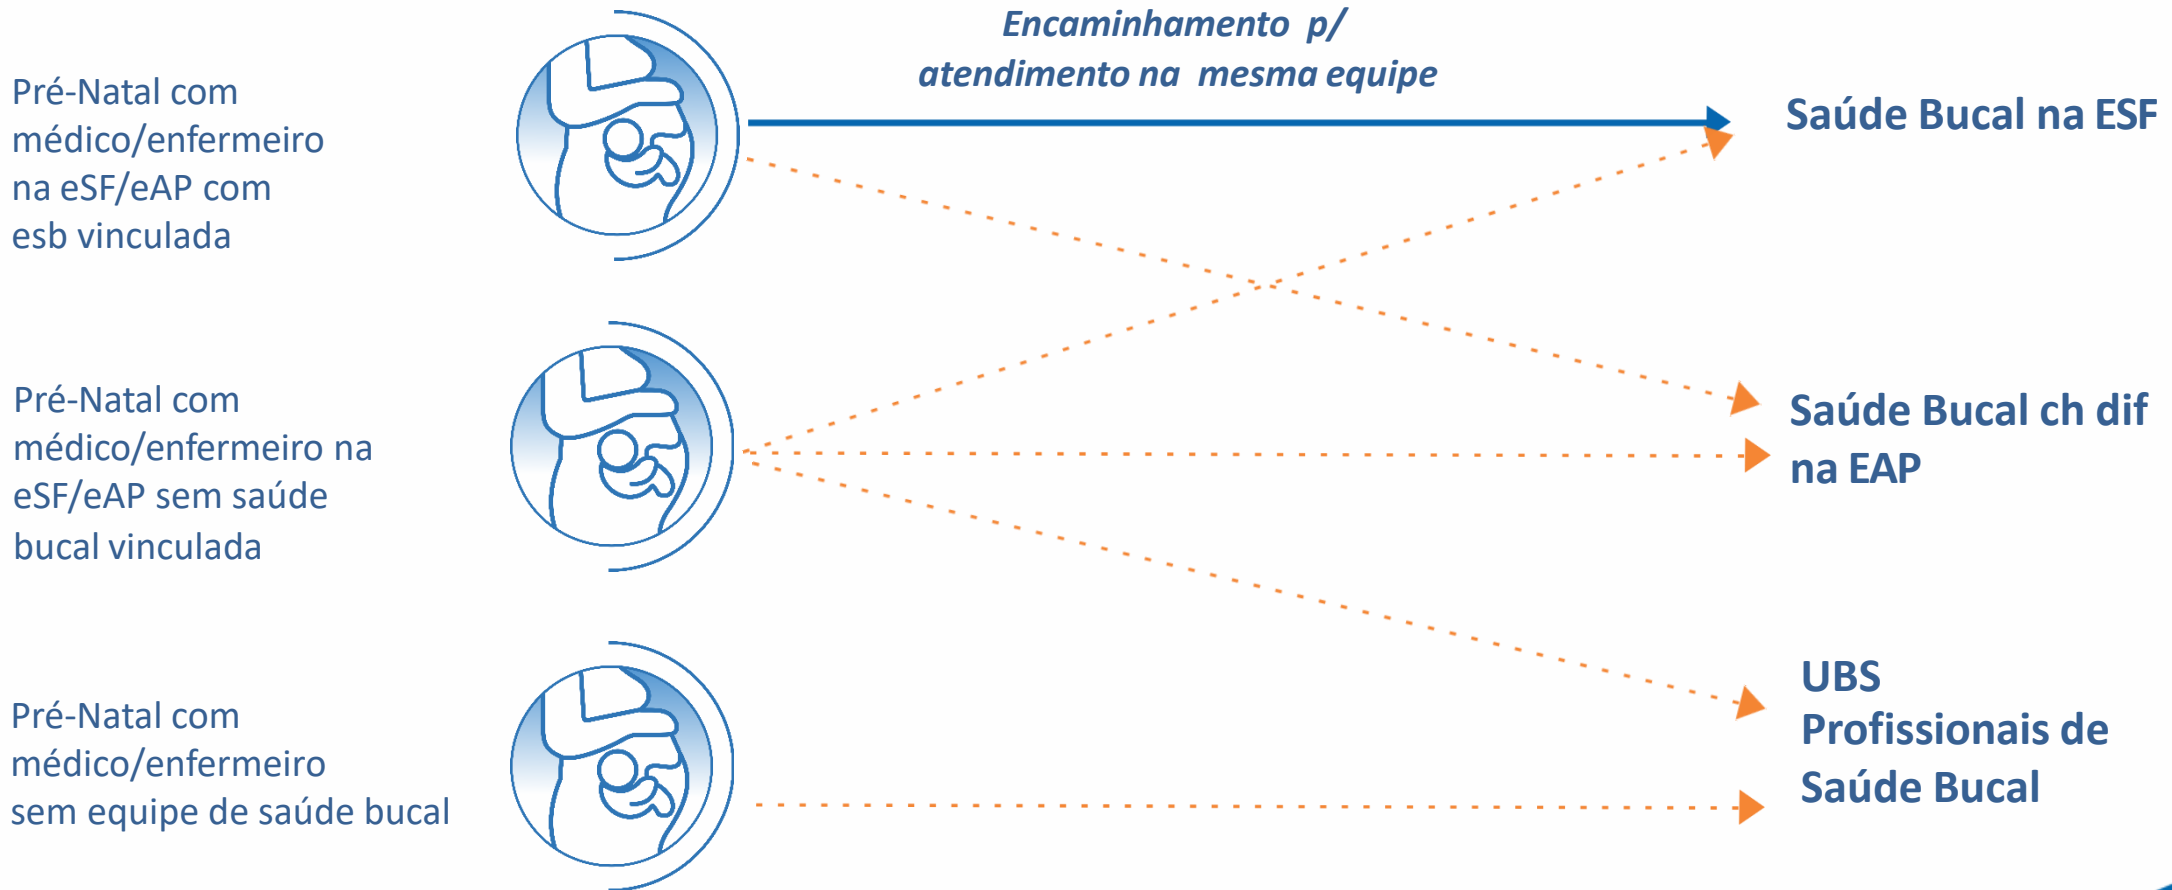 Encaminhamento p/
atendimento na mesma equipe
Pré-Natal com
médico/enfermeiro
na eSF/eAP com
esb vinculada
Saúde Bucal na ESF
Pré-Natal com
médico/enfermeiro na
eSF/eAP sem saúde
bucal vinculada
Saúde Bucal ch dif
na EAP
Pré-Natal com
médico/enfermeiro
sem equipe de saúde bucal
UBS
Profissionais de
Saúde Bucal